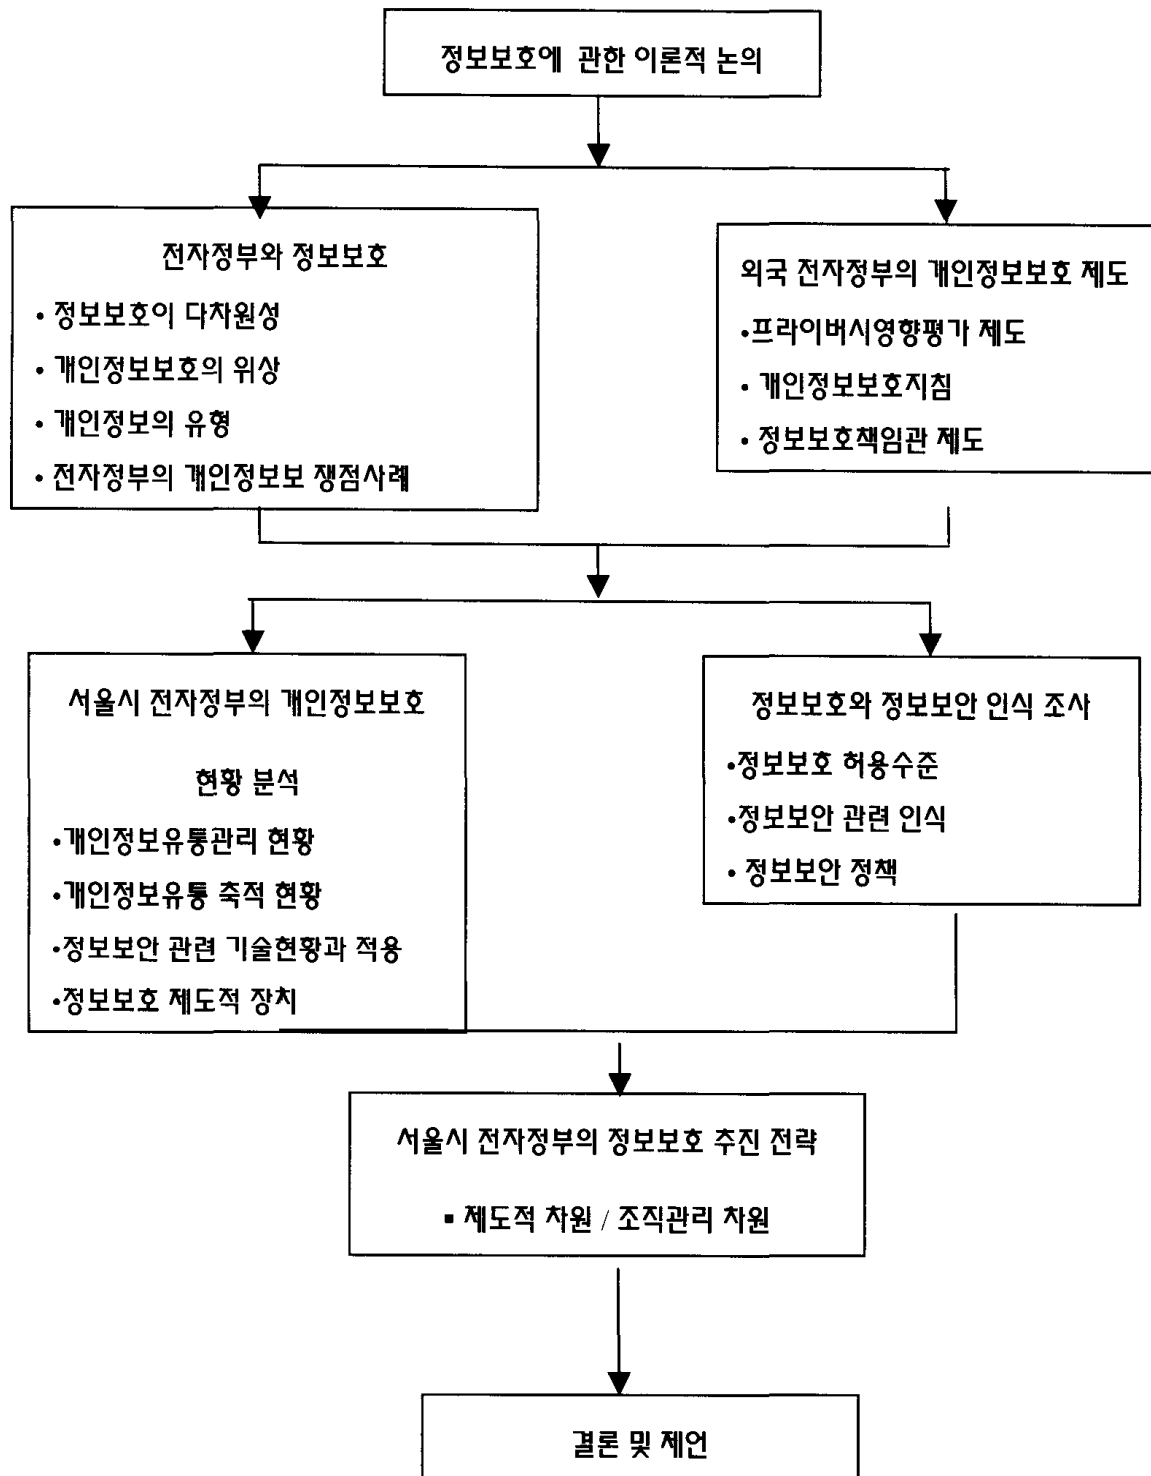 정보보호에 관한 이론적 논의
전자정부와 정보보호
• 정보보호이 다차원성
• 개인정보보호의 위상
• 개인정보의 유형
• 전자정부의 개인정보보 쟁점사례
외국 전자정부의 개인정보보호 제도
•프라이버시영향평가 제도
• 개인정보보호지침
• 정보보호책임관 제도
서울시 전자정부의 개인정보보호
현황 분석
•개인정보유통관리 현황
•개인정보유통 축적 현황
•정보보안 관련 기술현황과 적용
•정보보호 제도적 장치
정보보호와 정보보안 인식 조사
•정보보호 허용수준
•정보보안 관련 인식
• 정보보안 정책
서울시 전자정부의 정보보호 추진 전략
▪ 제도적 차원 / 조직관리 차원
결론 및 제언